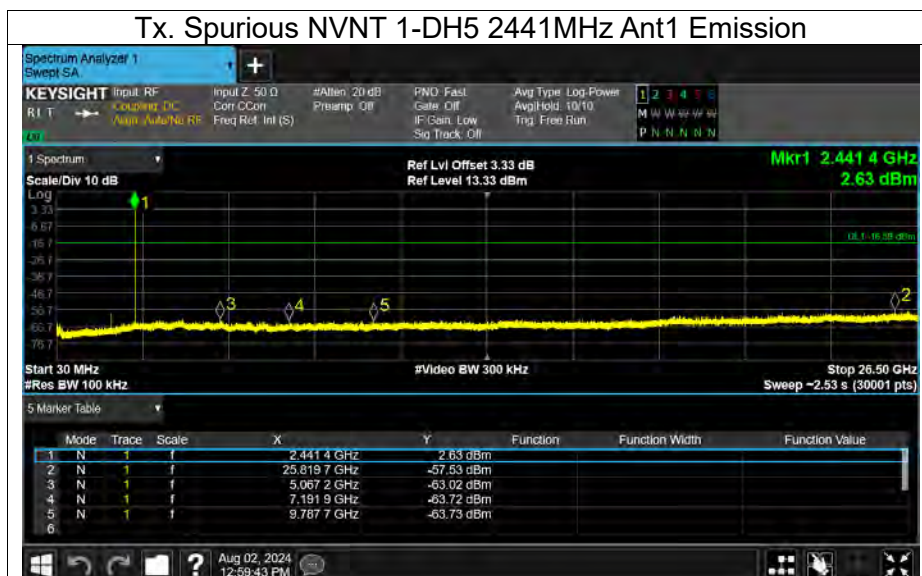 Tx. Spurious NVNT 1-DH5 2441MHz Ant1 Emission
Spectrum Analyzer 1
Swept SA
+
KEYSIGHT Input: RF Input Z: 50 Ω #Atten: 20 dB PNO: Fast Avg Type: Log-Power 1 2 3 4 5 6
RLT Coupling: DC Corr CCorr Preamp: Off Gate: Off Avg|Hold: 10/10 M W W W W W
Align: Auto/No RF Freq Ref: Int (S) IF Gain: Low Trig: Free Run
Sig Track: Off P N N N N N
1 Spectrum Ref Lvl Offset 3.33 dB Mkr1 2.441 4 GHz
Scale/Div 10 dB Ref Level 13.33 dBm 2.63 dBm
Log
3.33
-6.67
-16.7
-26.7
-36.7
-46.7
-56.7
-66.7
-76.7
1
DL1 -16.88 dBm
3 4 5 2
Start 30 MHz #Video BW 300 kHz Stop 26.50 GHz
#Res BW 100 kHz Sweep ~2.53 s (30001 pts)
5 Marker Table
Mode Trace Scale X Y Function Function Width Function Value
1 N 1 f 2.441 4 GHz 2.63 dBm
2 N 1 f 25.819 7 GHz -57.53 dBm
3 N 1 f 5.067 2 GHz -63.02 dBm
4 N 1 f 7.191 9 GHz -63.72 dBm
5 N 1 f 9.787 7 GHz -63.73 dBm
6
? Aug 02, 2024
12:59:43 PM